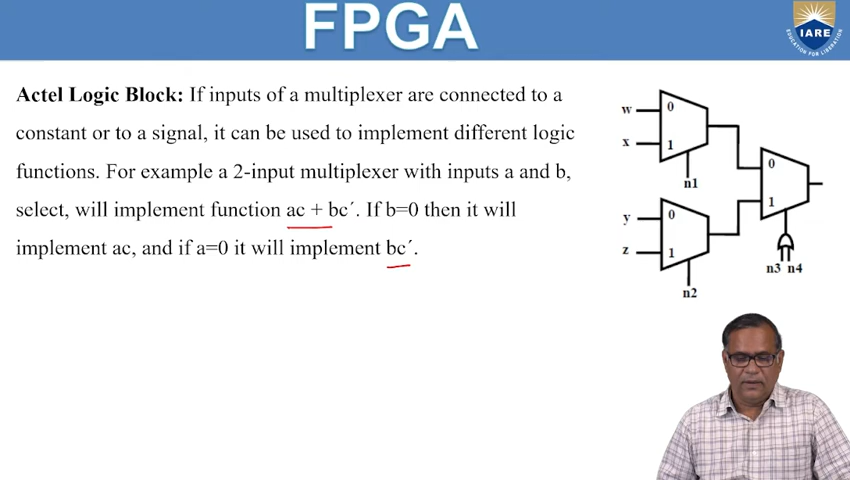 FPGA
IARE
EDUCATION FOR LIBERATION
Actel Logic Block: If inputs of a multiplexer are connected to a
constant or to a signal, it can be used to implement different logic
functions. For example a 2-input multiplexer with inputs a and b,
select, will implement function ac + bc´. If b=0 then it will
implement ac, and if a=0 it will implement bc´.
w
0
x
1
n1
0
1
y
0
z
1
n2
n3 n4